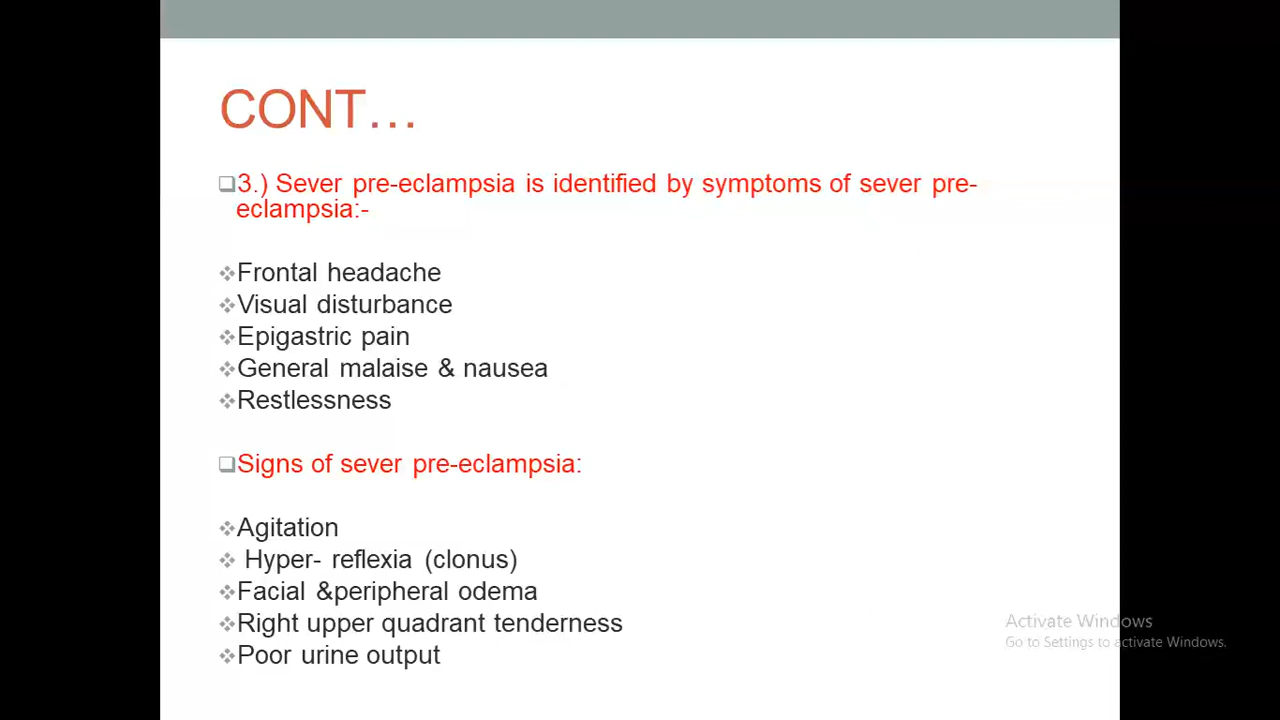 CONT...
3.) Sever pre-eclampsia is identified by symptoms of sever pre-
eclampsia:-
Frontal headache
Visual disturbance
Epigastric pain
General malaise & nausea
Restlessness
Signs of sever pre-eclampsia:
Agitation
Hyper- reflexia (clonus)
Facial &peripheral odema
Right upper quadrant tenderness
Poor urine output
Activate Windows
Go to Settings to activate Windows.